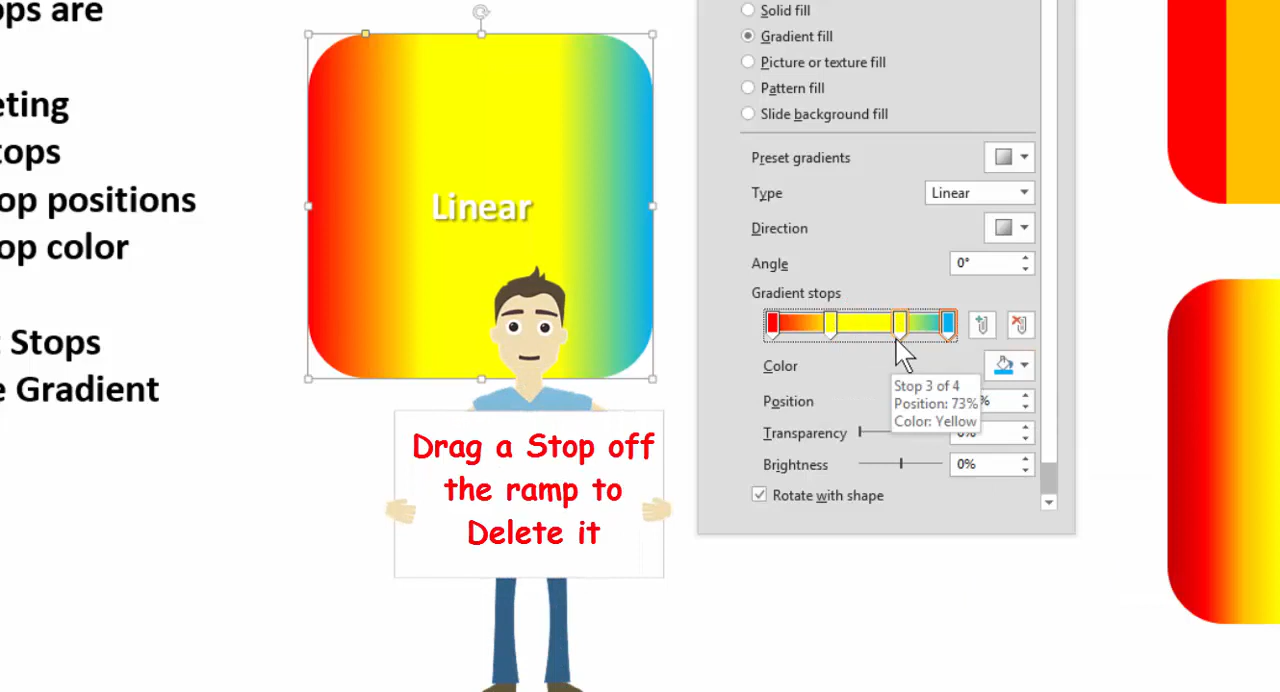 ops are
eting
tops
op positions
op color
: Stops
e Gradient
Linear
Drag a Stop off
the ramp to
Delete it
Solid fill
Gradient fill
Picture or texture fill
Pattern fill
Slide background fill
Preset gradients
Type Linear
Direction
Angle 0°
Gradient stops
Color
Position %
Transparency 0%
Brightness 0%
Rotate with shape
Stop 3 of 4
Position: 73%
Color: Yellow